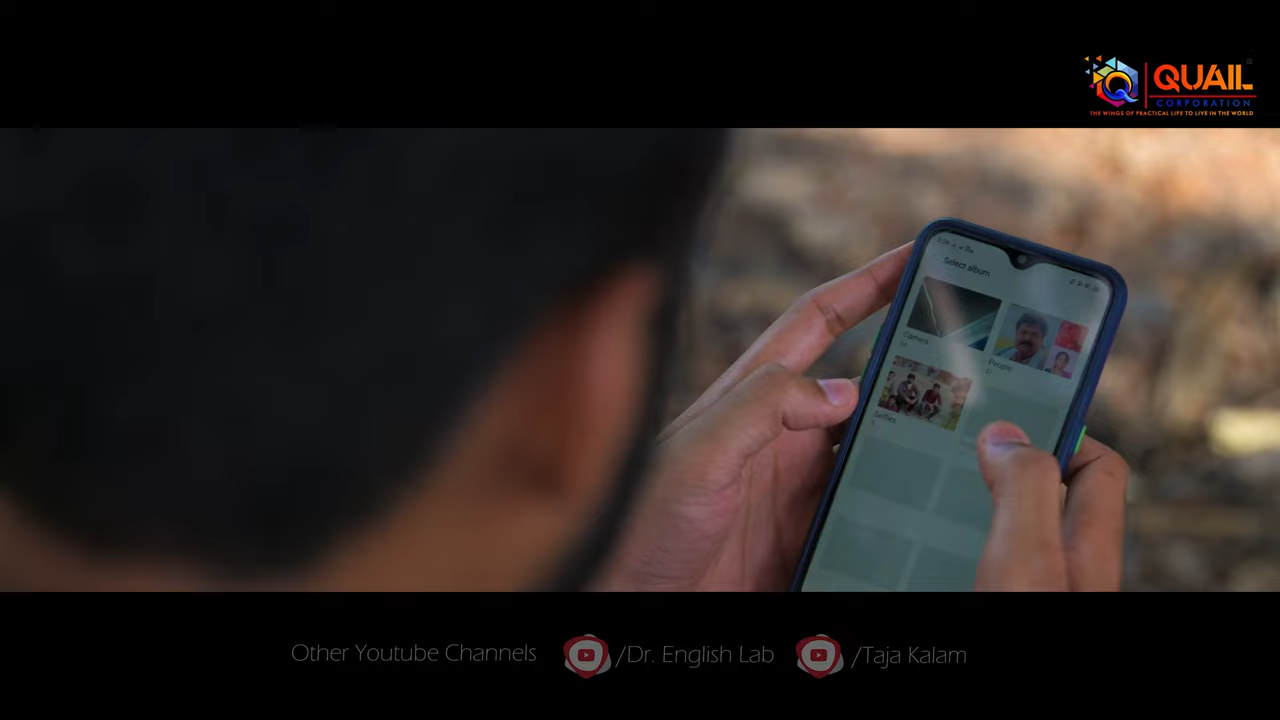 QUAIL
CORPORATION
THE WINGS OF PRACTICAL LIFE TO LIVE IN THE WORLD
Select album
Camera
People
Selfies
Other Youtube Channels /Dr. English Lab /Taja Kalam